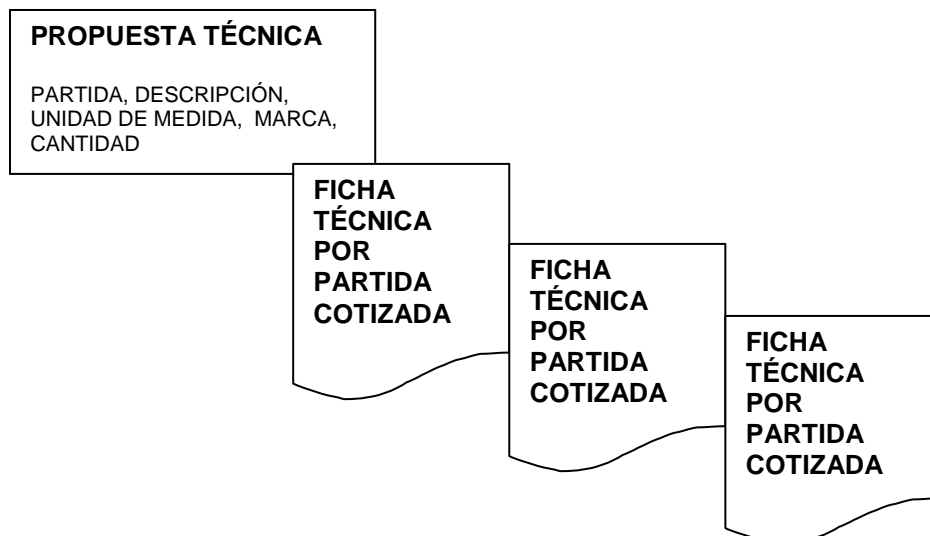 PROPUESTA TÉCNICA
PARTIDA, DESCRIPCIÓN,
UNIDAD DE MEDIDA, MARCA,
CANTIDAD
FICHA
TÉCNICA
POR
PARTIDA
COTIZADA
FICHA
TÉCNICA
POR
PARTIDA
COTIZADA
FICHA
TÉCNICA
POR
PARTIDA
COTIZADA